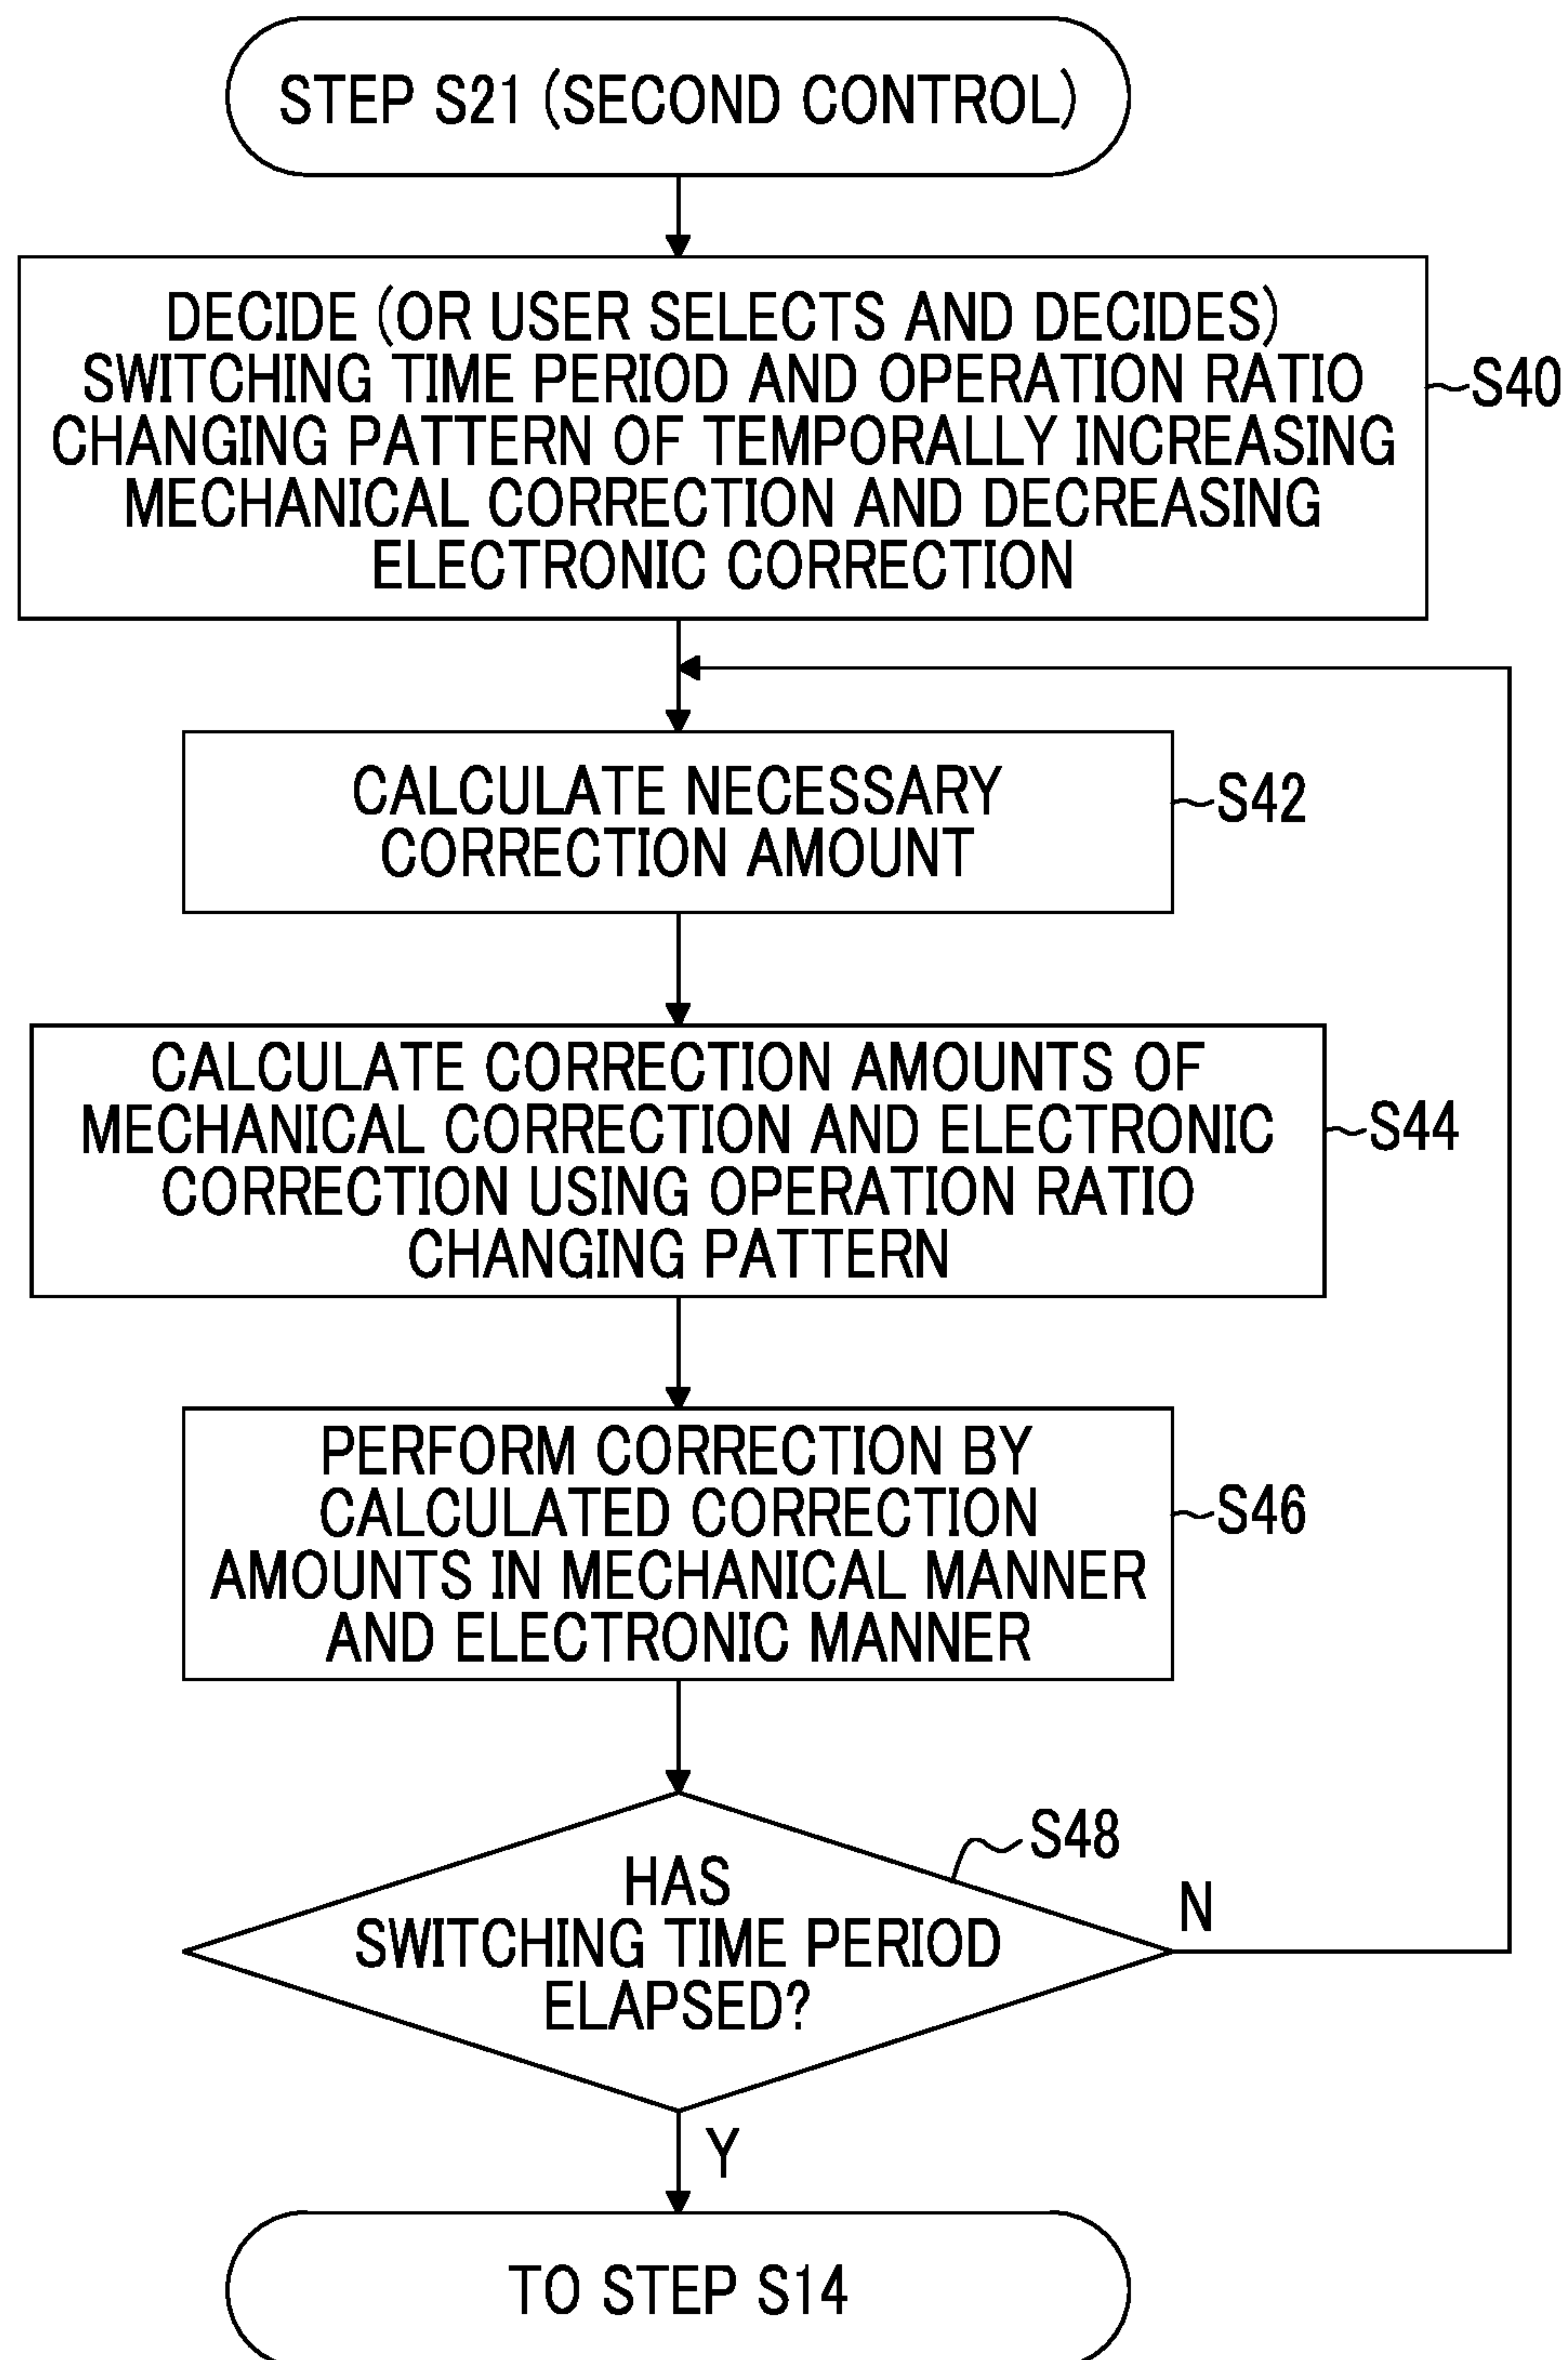 STEP S21 (SECOND CONTROL)
DECIDE (OR USER SELECTS AND DECIDES)
SWITCHING TIME PERIOD AND OPERATION RATIO
CHANGING PATTERN OF TEMPORALLY INCREASING
MECHANICAL CORRECTION AND DECREASING
ELECTRONIC CORRECTION
S40
CALCULATE NECESSARY
CORRECTION AMOUNT
S42
CALCULATE CORRECTION AMOUNTS OF
MECHANICAL CORRECTION AND ELECTRONIC
CORRECTION USING OPERATION RATIO
CHANGING PATTERN
S44
PERFORM CORRECTION BY
CALCULATED CORRECTION
AMOUNTS IN MECHANICAL MANNER
AND ELECTRONIC MANNER
S46
HAS
SWITCHING TIME PERIOD
ELAPSED?
S48
N
Y
TO STEP S14